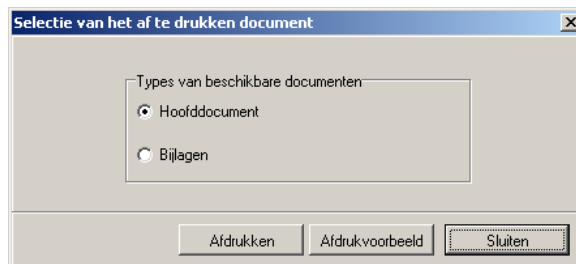 Selectie van het af te drukken document
Types van beschikbare documenten
Hoofddocument
Bijlagen
Afdrukken Afdrukvoorbeeld Sluiten